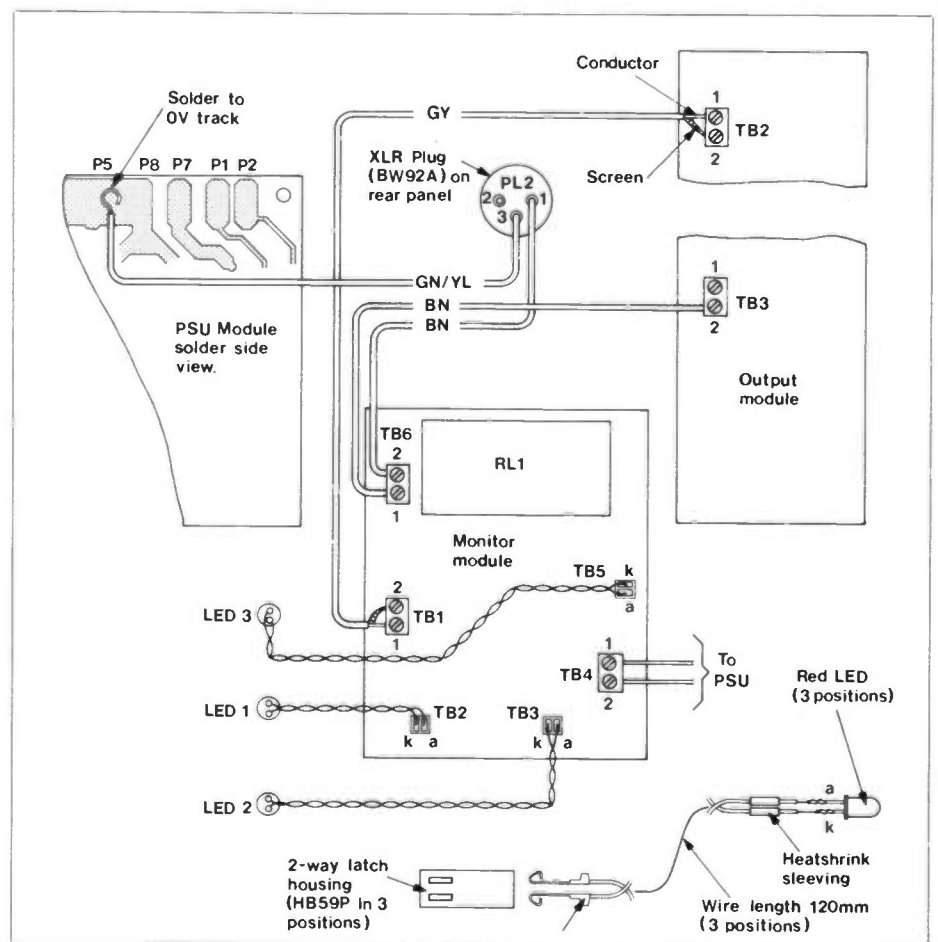 Conductor
Solder to
OV track
GY
1
TB2
2
Screen
XLR Plug
(BW92A) on
rear panel
P5 P8 P7 P1 P2
PL2
2
1
3
GN/YL
BN
BN
1
TB3
2
PSU Module
solder side
view.
Output
module
TB6
2
1
RL1
Monitor
module
TB5
k
a
LED 3
2
TB1
1
1
TB4
2
To
PSU
Red LED
(3 positions)
LED 1
TB2
k a
TB3
k a
LED 2
a
k
Heatshrink
sleeving
2-way latch
housing
(HB59P in 3
positions)
Wire length 120mm
(3 positions)